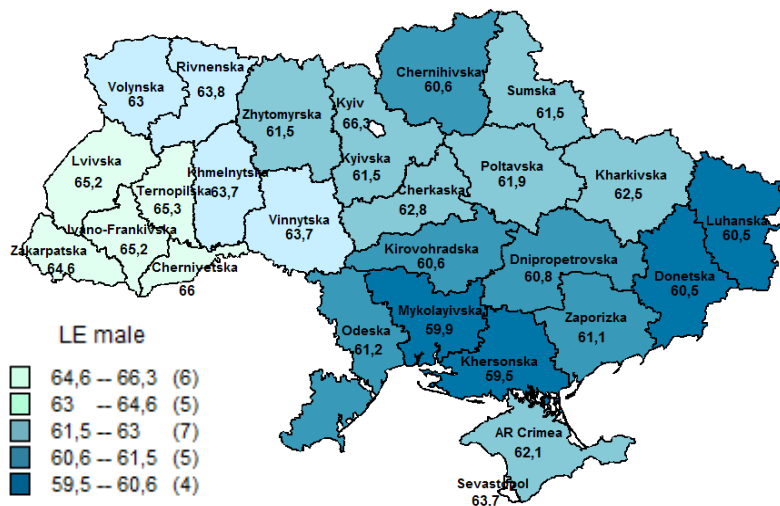 Rivnenska
63,8
Volynska
63
Chernihivska
60,6
Sumska
61,5
Zhytomyrska
61,5
Kyiv
66,3
Kyivska
61,5
Lvivska
65,2
Ternopilska
65,3
Khmelnytska
63,7
Poltavska
61,9
Kharkivska
62,5
Cherkaska
62,8
Vinnytska
63,7
Luhanska
60,5
Ivano-Frankivska
65,2
Zakarpatska
64,6
Chernivetska
66
Kirovohradska
60,6
Dnipropetrovska
60,8
Donetska
60,5
Mykolayivska
59,9
Odeska
61,2
Zaporizka
61,1
Khersonska
59,5
AR Crimea
62,1
Sevastopol
63,7
LE male
64,6 -- 66,3 (6)
63 -- 64,6 (5)
61,5 -- 63 (7)
60,6 -- 61,5 (5)
59,5 -- 60,6 (4)